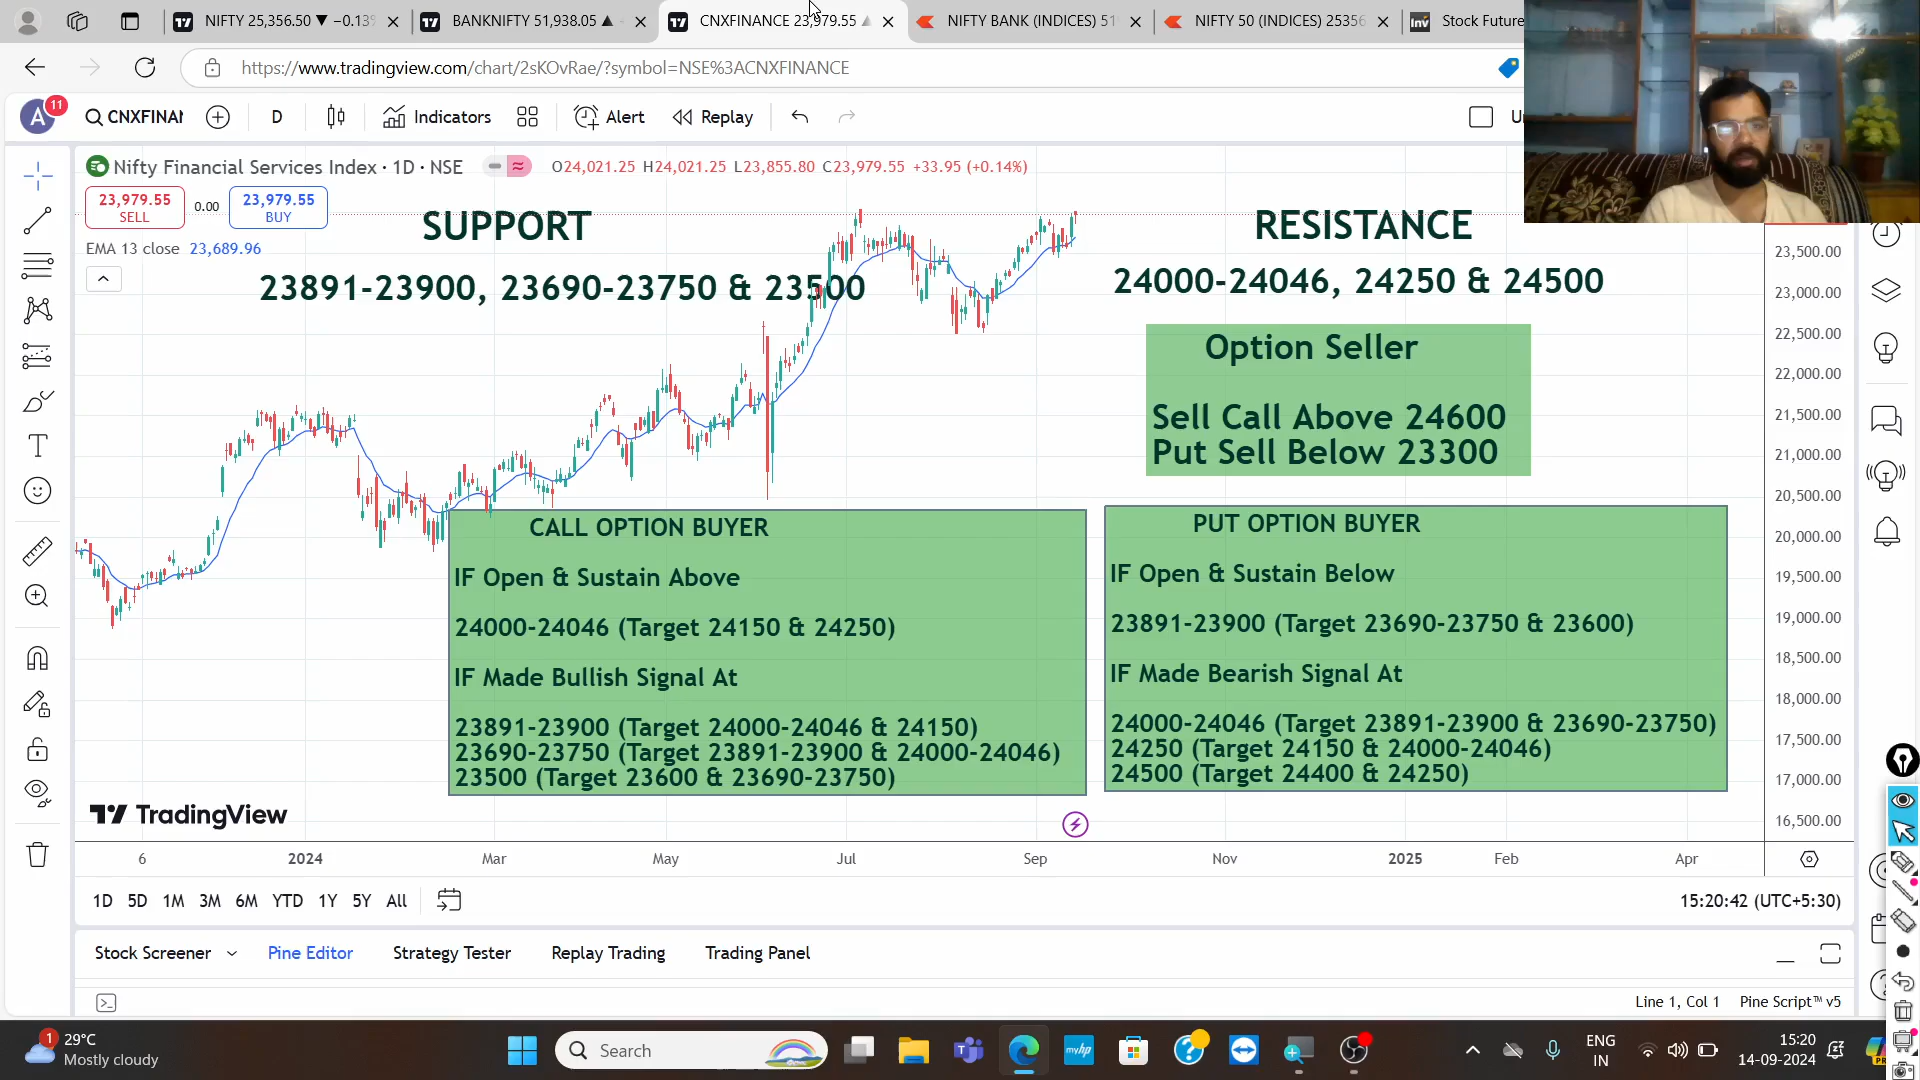 NIFTY 25,356.50 ▼ −0.13%
BANKNIFTY 51,938.05 ▲
CNXFINANCE 23,979.55 ▲
NIFTY BANK (INDICES) 51
NIFTY 50 (INDICES) 25356
Inv
Stock Future
https://www.tradingview.com/chart/2sKOvRae/?symbol=NSE%3ACNXFINANCE
A
11
CNXFINAN
D
Indicators
Alert
Replay
Nifty Financial Services Index · 1D · NSE
O24,021.25 H24,021.25 L23,855.80 C23,979.55 +33.95 (+0.14%)
23,979.55
SELL
0.00
23,979.55
BUY
EMA 13 close 23,689.96
SUPPORT
23891-23900, 23690-23750 & 23500
RESISTANCE
24000-24046, 24250 & 24500
Option Seller
Sell Call Above 24600
Put Sell Below 23300
CALL OPTION BUYER
IF Open & Sustain Above
24000-24046 (Target 24150 & 24250)
IF Made Bullish Signal At
23891-23900 (Target 24000-24046 & 24150)
23690-23750 (Target 23891-23900 & 24000-24046)
23500 (Target 23600 & 23690-23750)
PUT OPTION BUYER
IF Open & Sustain Below
23891-23900 (Target 23690-23750 & 23600)
IF Made Bearish Signal At
24000-24046 (Target 23891-23900 & 23690-23750)
24250 (Target 24150 & 24000-24046)
24500 (Target 24400 & 24250)
23,500.00
23,000.00
22,500.00
22,000.00
21,500.00
21,000.00
20,500.00
20,000.00
19,500.00
19,000.00
18,500.00
18,000.00
17,500.00
17,000.00
16,500.00
TradingView
6 2024 Mar May Jul Sep Nov 2025 Feb Apr
1D 5D 1M 3M 6M YTD 1Y 5Y All
15:20:42 (UTC+5:30)
Stock Screener
Pine Editor
Strategy Tester
Replay Trading
Trading Panel
Line 1, Col 1 Pine Script™ v5
1
29°C
Mostly cloudy
Search
myhp
ENG
IN
15:20
14-09-2024